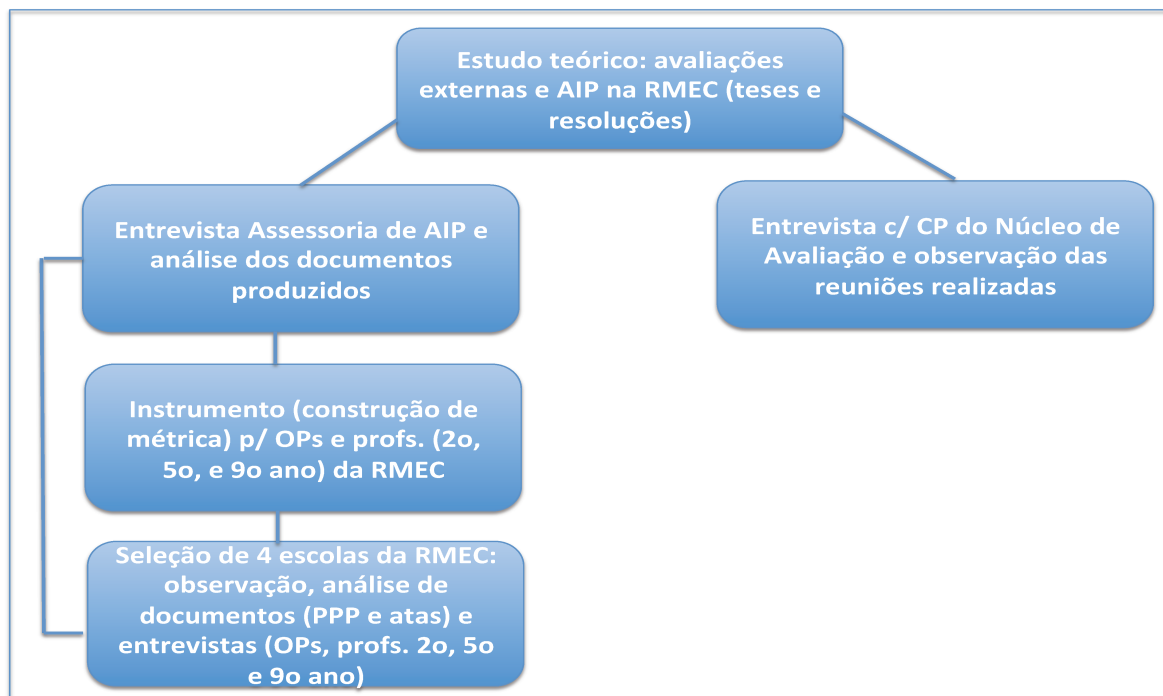 Estudo teórico: avaliações
externas e AIP na RMEC (teses e
resoluções)
Entrevista Assessoria de AIP e
análise dos documentos
produzidos
Entrevista c/ CP do Núcleo de
Avaliação e observação das
reuniões realizadas
Instrumento (construção de
métrica) p/ OPs e profs. (2o,
5o, e 9o ano) da RMEC
Seleção de 4 escolas da RMEC:
observação, análise de
documentos (PPP e atas) e
entrevistas (OPs, profs. 2o, 5o
e 9o ano)